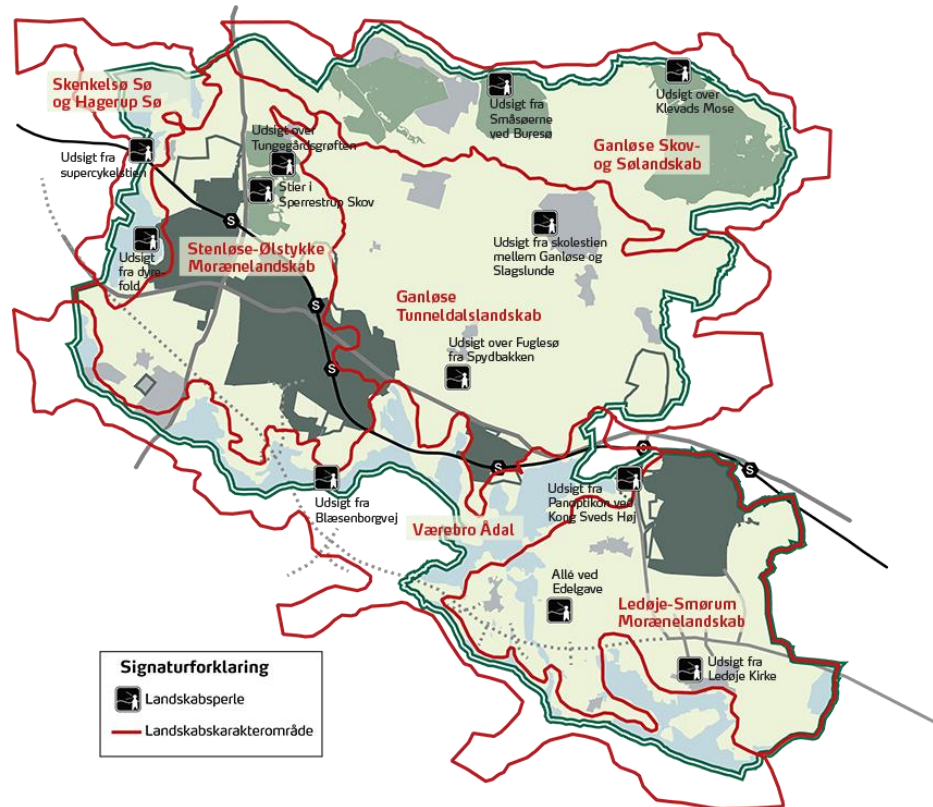 Skenkelsø Sø
og Hagerup Sø
Udsigt fra
supercykelstien
Udsigt over
Tungegårdsgrøften
Stier i
Sperrestrup Skov
Udsigt fra
Småsøerne
ved Buresø
Udsigt over
Klevads Mose
Ganløse Skov-
og Sølandskab
S
Udsigt
fra dyre-
fold
Stenløse-Ølstykke
Morænelandskab
Udsigt fra skolestien
mellem Ganløse og
Slagslunde
Ganløse
Tunneldalslandskab
S
S
Udsigt over Fuglesø
fra Spydbakken
S
S
Udsigt fra
Blæsenborgvej
Værebro Ådal
Udsigt fra
Panoptikon ved
Kong Sveds Høj
Allé ved
Edelgave
Ledøje-Smørum
Morænelandskab
Udsigt fra
Ledøje Kirke
Signaturforklaring
Landskabsperle
Landskabskarakterområde